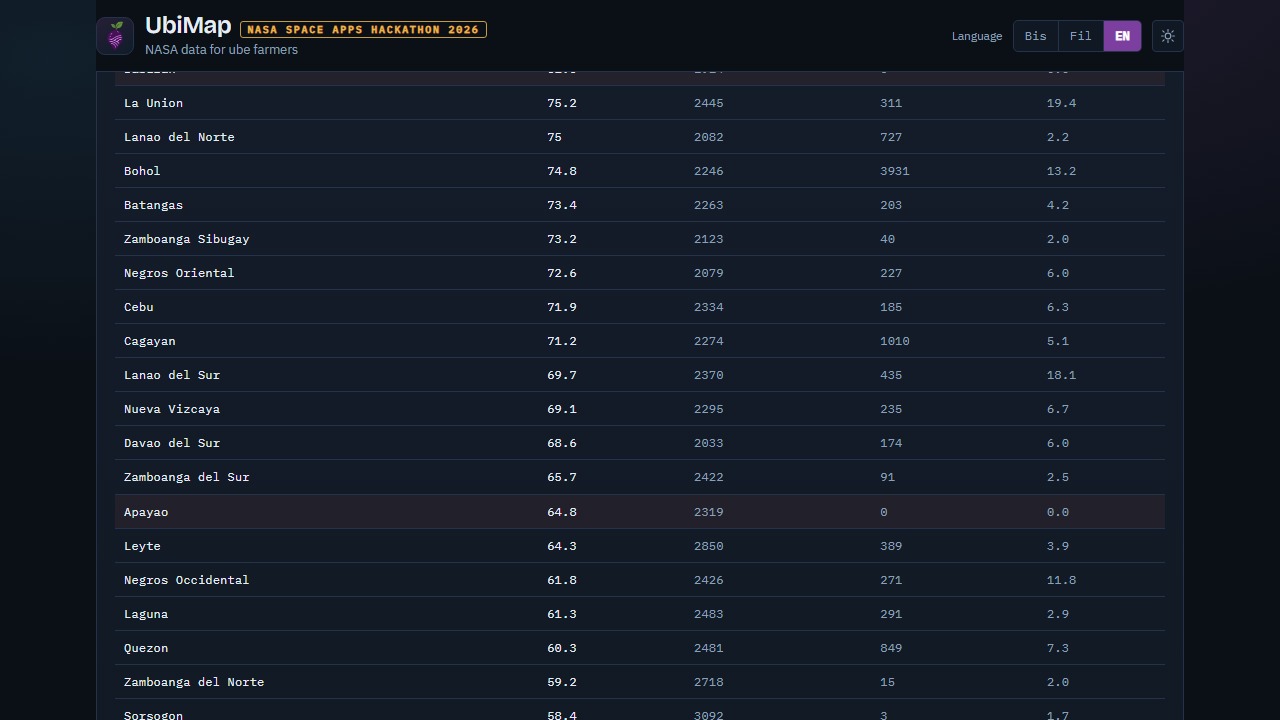 UbiMap NASA SPACE APPS HACKATHON 2026
NASA data for ube farmers
Language Bis Fil EN
La Union 75.2 2445 311 19.4
Lanao del Norte 75 2082 727 2.2
Bohol 74.8 2246 3931 13.2
Batangas 73.4 2263 203 4.2
Zamboanga Sibugay 73.2 2123 40 2.0
Negros Oriental 72.6 2079 227 6.0
Cebu 71.9 2334 185 6.3
Cagayan 71.2 2274 1010 5.1
Lanao del Sur 69.7 2370 435 18.1
Nueva Vizcaya 69.1 2295 235 6.7
Davao del Sur 68.6 2033 174 6.0
Zamboanga del Sur 65.7 2422 91 2.5
Apayao 64.8 2319 0 0.0
Leyte 64.3 2850 389 3.9
Negros Occidental 61.8 2426 271 11.8
Laguna 61.3 2483 291 2.9
Quezon 60.3 2481 849 7.3
Zamboanga del Norte 59.2 2718 15 2.0
Sorsogon 58.4 3092 3 1.7